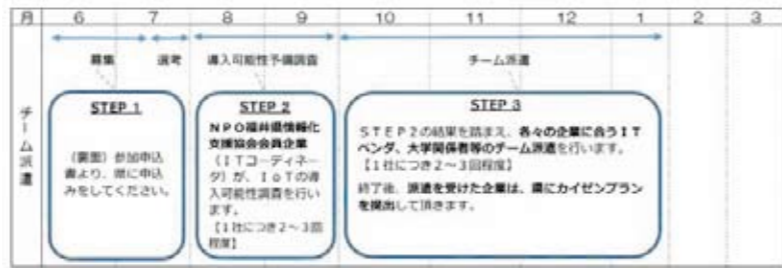 月 6 7 8 9 10 11 12 1 2 3
募集 選考 導入可能性予備調査 チーム派遣
チーム派遣
STEP 1
(裏面)参加申込
書より、県に申込
みをしてください。
STEP 2
NPO福井県情報化
支援協会会員企業
(ITコーディネー
タ)が、IoTの導
入可能性調査を行い
ます。
【1社につき2~3回
程度】
STEP 3
STEP2の結果を踏まえ、各々の企業に合うIT
ベンダ、大学関係者等のチーム派遣を行います。
【1社につき2~3回程度】
終了後、派遣を受けた企業は、県にカイゼンプラン
を提出して頂きます。